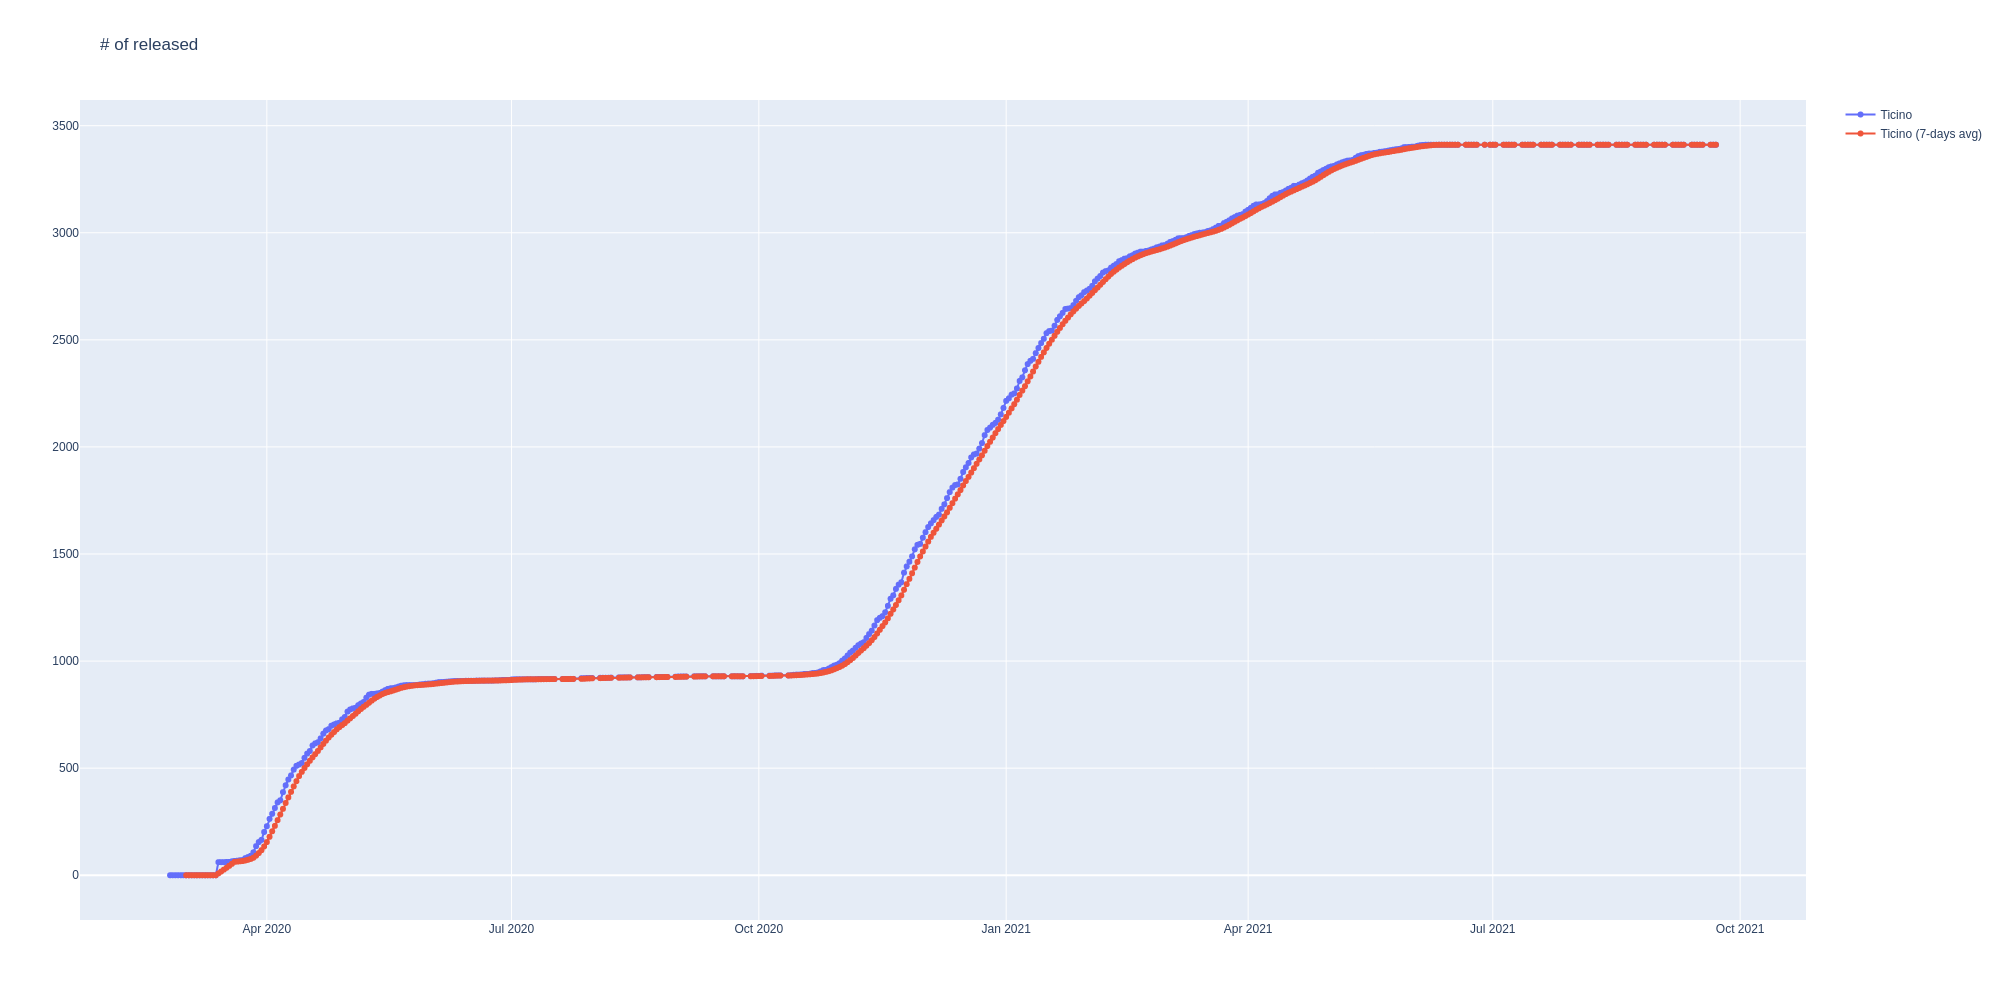 # of released
Ticino
Ticino (7-days avg)
3500
3000
2500
2000
1500
1000
500
0
Apr 2020
Jul 2020
Oct 2020
Jan 2021
Apr 2021
Jul 2021
Oct 2021